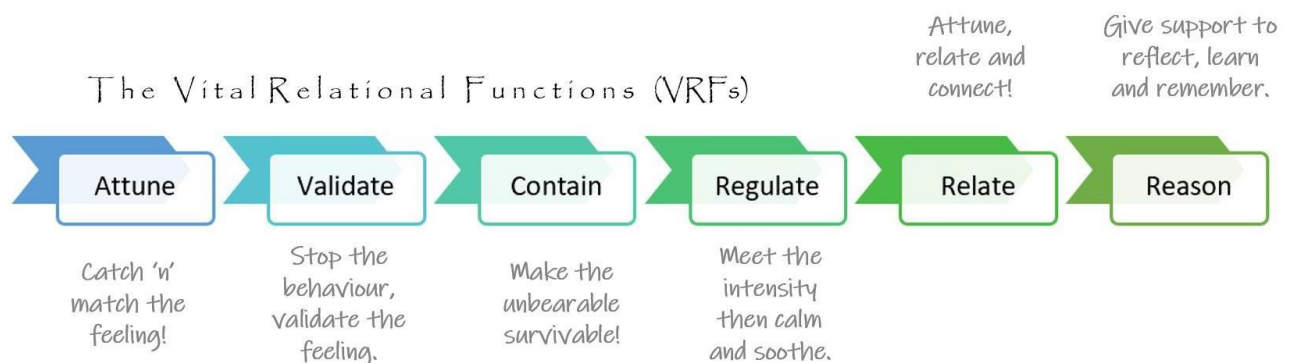 Attune,
relate and
connect!
Give support to
reflect, learn
and remember.
The Vital Relational Functions (VRFs)
Attune
Validate
Contain
Regulate
Relate
Reason
Catch 'n'
match the
feeling!
Stop the
behaviour,
validate the
feeling.
Make the
unbearable
survivable!
Meet the
intensity
then calm
and soothe.